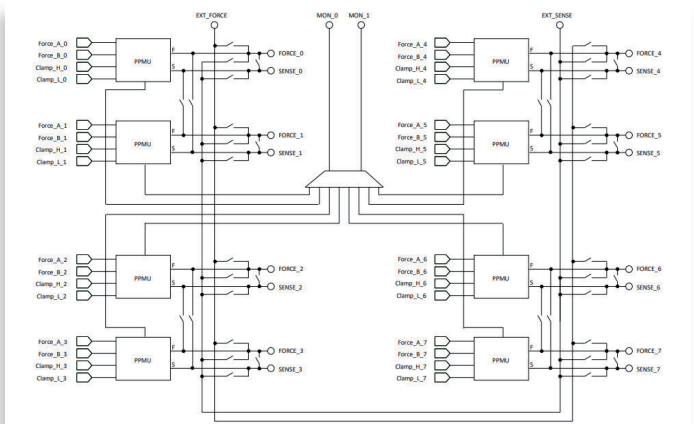 EXT_FORCE MON_0 MON_1 EXT_SENSE
Force_A_0
Force_B_0
Clamp_H_0
Clamp_L_0
PPMU
F
S
FORCE_0
SENSE_0
Force_A_4
Force_B_4
Clamp_H_4
Clamp_L_4
PPMU
F
S
FORCE_4
SENSE_4
Force_A_1
Force_B_1
Clamp_H_1
Clamp_L_1
PPMU
F
S
FORCE_1
SENSE_1
Force_A_5
Force_B_5
Clamp_H_5
Clamp_L_5
PPMU
F
S
FORCE_5
SENSE_5
Force_A_2
Force_B_2
Clamp_H_2
Clamp_L_2
PPMU
F
S
FORCE_2
SENSE_2
Force_A_6
Force_B_6
Clamp_H_6
Clamp_L_6
PPMU
F
S
FORCE_6
SENSE_6
Force_A_3
Force_B_3
Clamp_H_3
Clamp_L_3
PPMU
F
S
FORCE_3
SENSE_3
Force_A_7
Force_B_7
Clamp_H_7
Clamp_L_7
PPMU
F
S
FORCE_7
SENSE_7